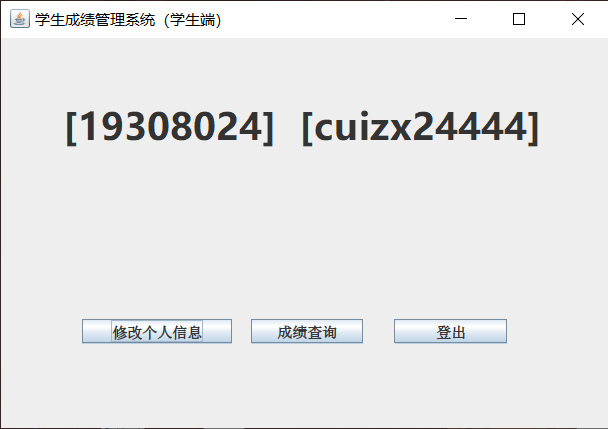 学生成绩管理系统（学生端）
[19308024] [cuizx24444]
修改个人信息 成绩查询 登出